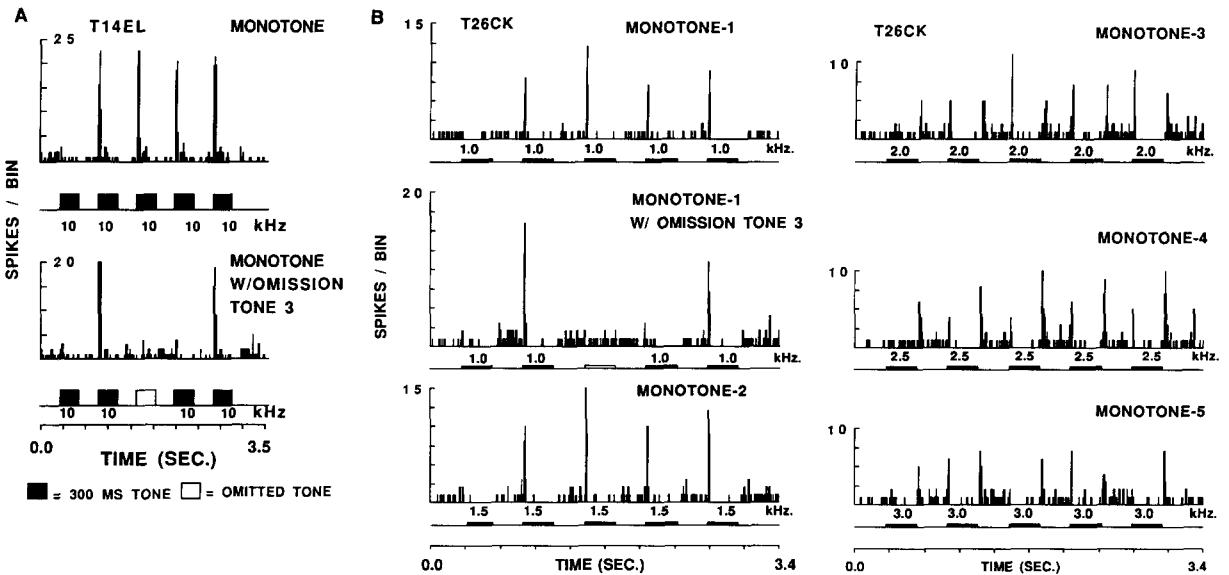 A
T14EL MONOTONE
25
10 10 10 10 10 kHz
SPIKES / BIN
20
MONOTONE
W/OMISSION
TONE 3
10 10 10 10 kHz
0.0 3.5
TIME (SEC.)
= 300 MS TONE = OMITTED TONE
B
15
T26CK MONOTONE-1
1.0 1.0 1.0 1.0 1.0 kHz.
SPIKES / BIN
20
MONOTONE-1
W/ OMISSION TONE 3
1.0 1.0 1.0 1.0
15
MONOTONE-2
1.5 1.5 1.5 1.5 1.5 kHz.
0.0 TIME (SEC.) 3.4
T26CK MONOTONE-3
10
2.0 2.0 2.0 2.0 2.0 kHz.
MONOTONE-4
10
2.5 2.5 2.5 2.5 2.5 kHz.
MONOTONE-5
10
3.0 3.0 3.0 3.0 3.0 kHz.
0.0 TIME (SEC.) 3.4